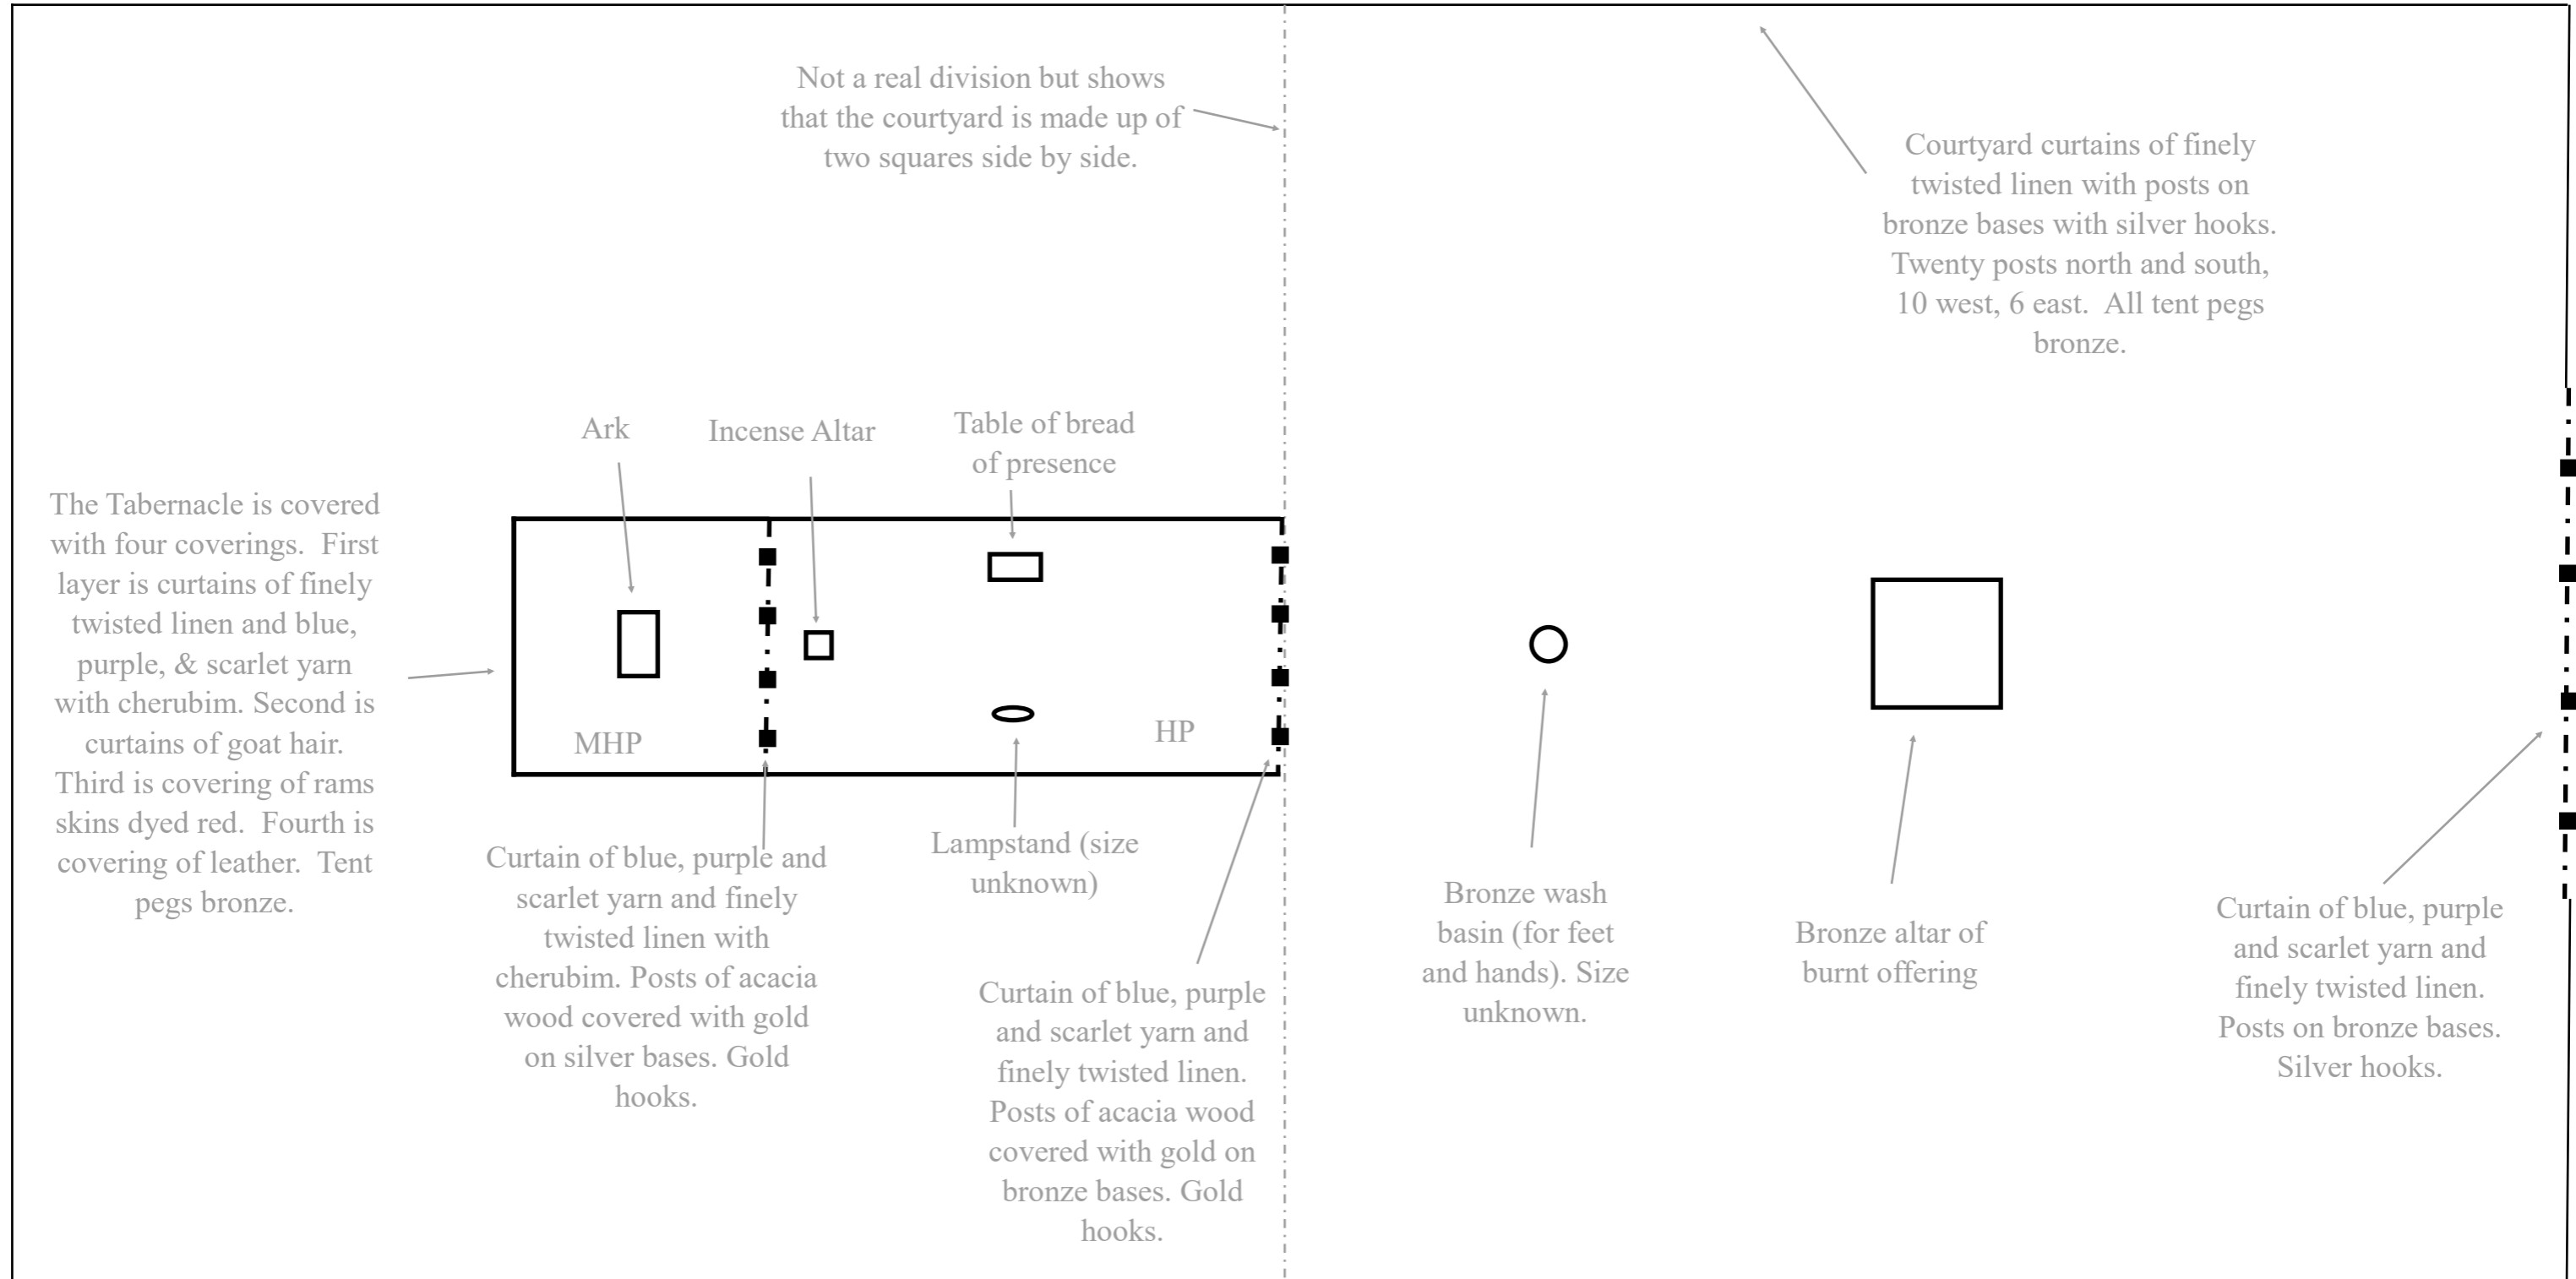 Not a real division but shows
that the courtyard is made up of
two squares side by side.
Courtyard curtains of finely
twisted linen with posts on
bronze bases with silver hooks.
Twenty posts north and south,
10 west, 6 east.  All tent pegs
bronze.
Ark
Incense Altar
Table of bread
of presence
The Tabernacle is covered
with four coverings.  First
layer is curtains of finely
twisted linen and blue,
purple, & scarlet yarn
with cherubim. Second is
curtains of goat hair.
Third is covering of rams
skins dyed red.  Fourth is
covering of leather.  Tent
pegs bronze.
MHP
HP
Curtain of blue, purple and
scarlet yarn and finely
twisted linen with
cherubim. Posts of acacia
wood covered with gold
on silver bases. Gold
hooks.
Lampstand (size
unknown)
Curtain of blue, purple
and scarlet yarn and
finely twisted linen.
Posts of acacia wood
covered with gold on
bronze bases. Gold
hooks.
Bronze wash
basin (for feet
and hands). Size
unknown.
Bronze altar of
burnt offering
Curtain of blue, purple
and scarlet yarn and
finely twisted linen.
Posts on bronze bases.
Silver hooks.